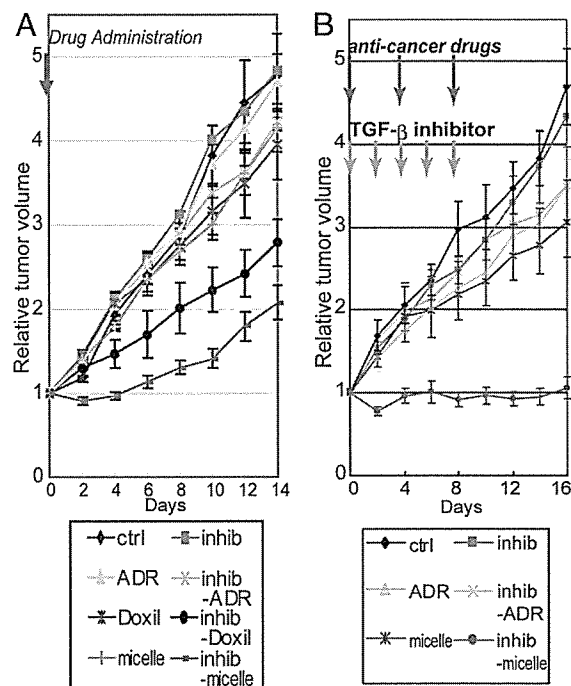 A
Drug Administration
Relative tumor volume
5
4
3
2
1
0
0 2 4 6 8 10 12 14
Days
ctrl
inhib
ADR
inhib
-ADR
Doxil
inhib
-Doxil
micelle
inhib
-micelle
B
anti-cancer drugs
TGF-β inhibitor
Relative tumor volume
5
4
3
2
1
0
0 4 8 12 16
Days
ctrl
inhib
ADR
inhib
-ADR
micelle
inhib
-micelle